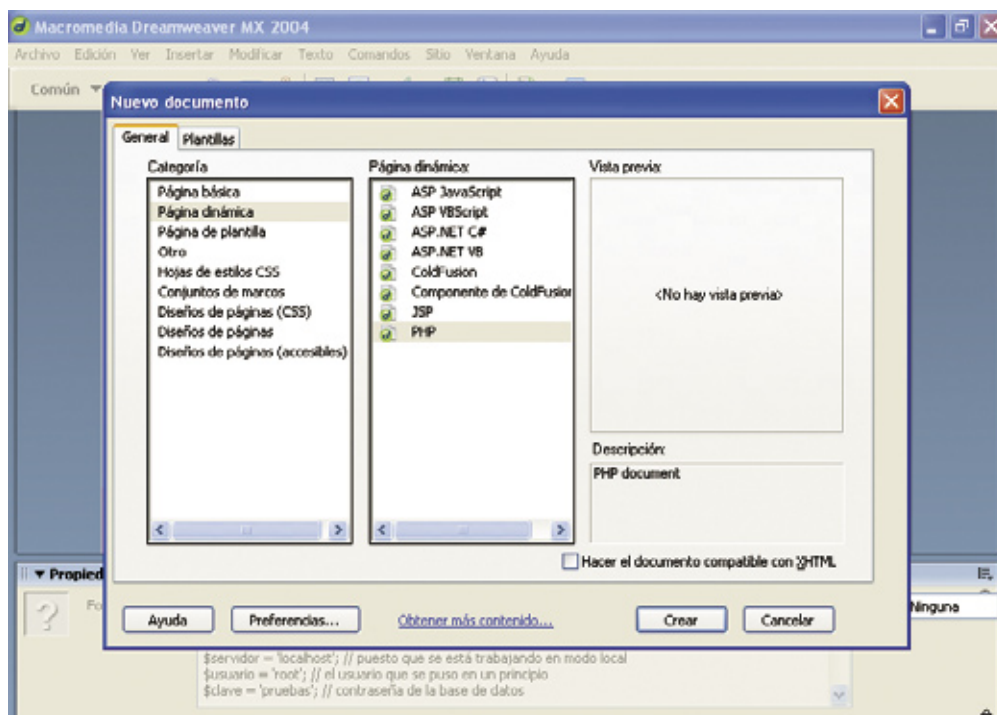 Macromedia Dreamweaver MX 2004
Archivo Edición Ver Insertar Modificar Texto Comandos Sitio Ventana Ayuda
Común
Nuevo documento
General Plantillas
Categoría
Página básica
Página dinámica
Página de plantilla
Otro
Hojas de estilos CSS
Conjuntos de marcos
Diseños de páginas (CSS)
Diseños de páginas
Diseños de páginas (accesibles)
Página dinámica:
ASP JavaScript
ASP VBScript
ASP.NET C#
ASP.NET VB
ColdFusion
Componente de ColdFusion
JSP
PHP
Vista previa:
<No hay vista previa>
Descripción:
PHP document
Hacer el documento compatible con XHTML
Propied
Fo
Ninguna
Ayuda Preferencias... Obtener más contenido... Crear Cancelar
$servidor = 'localhost'; // puesto que se está trabajando en modo local
$usuario = 'root'; // el usuario que se puso en un principio
$clave = 'pruebas'; // contraseña de la base de datos